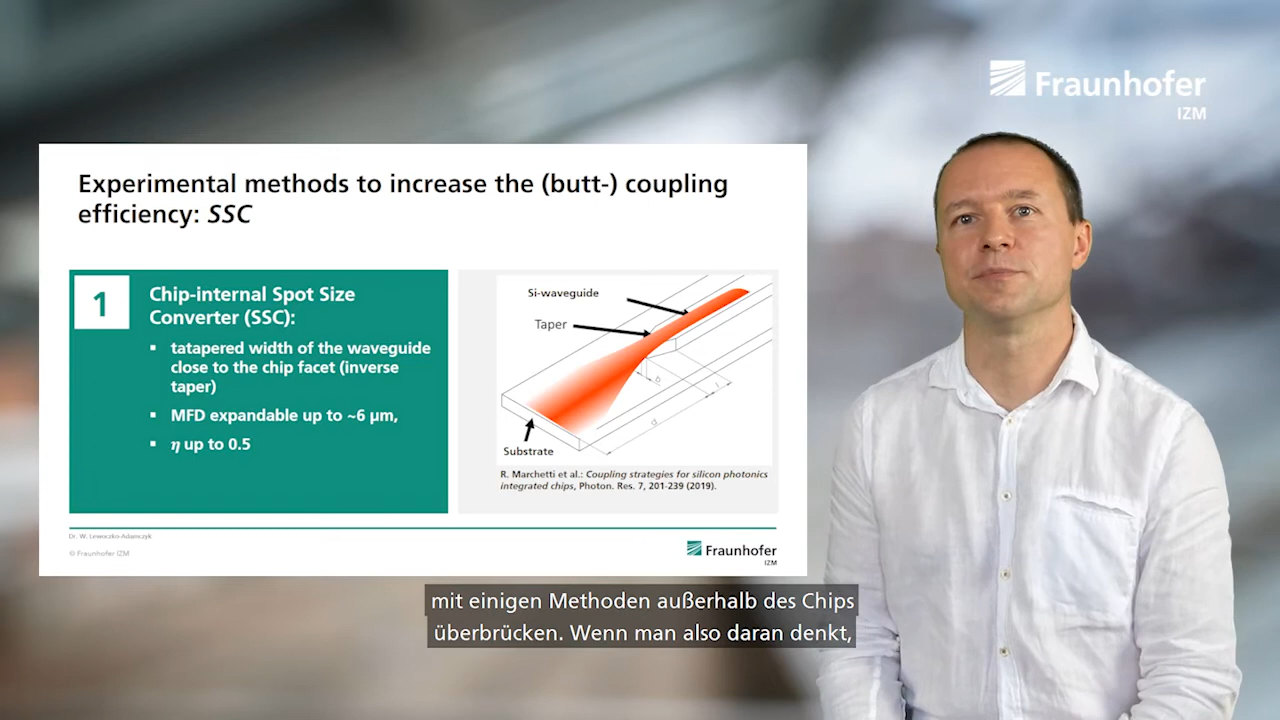 Fraunhofer
IZM
Experimental methods to increase the (butt-) coupling
efficiency: SSC
1
Chip-internal Spot Size
Converter (SSC):
▪ tatapered width of the waveguide
close to the chip facet (inverse
taper)
▪ MFD expandable up to ~6 µm,
▪ η up to 0.5
Si-waveguide
Taper
Substrate
R. Marchetti et al.: Coupling strategies for silicon photonics
integrated chips, Photon. Res. 7, 201-239 (2019).
Dr. W. Lewoczko-Adamczyk
© Fraunhofer IZM
Fraunhofer
IZM
mit einigen Methoden außerhalb des Chips
überbrücken. Wenn man also daran denkt,